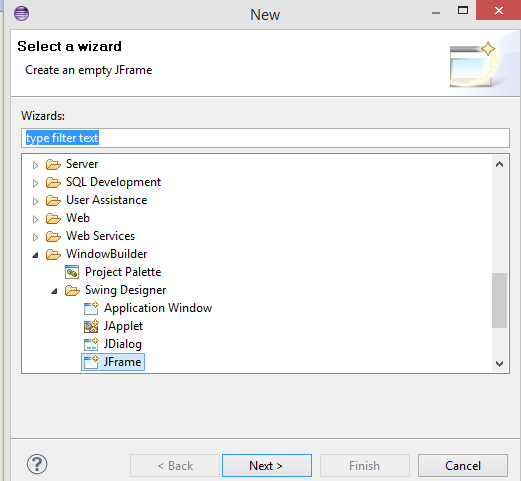 New
Select a wizard
Create an empty JFrame
Wizards:
type filter text
Server
SQL Development
User Assistance
Web
Web Services
WindowBuilder
Project Palette
Swing Designer
Application Window
JApplet
JDialog
JFrame
? < Back Next > Finish Cancel